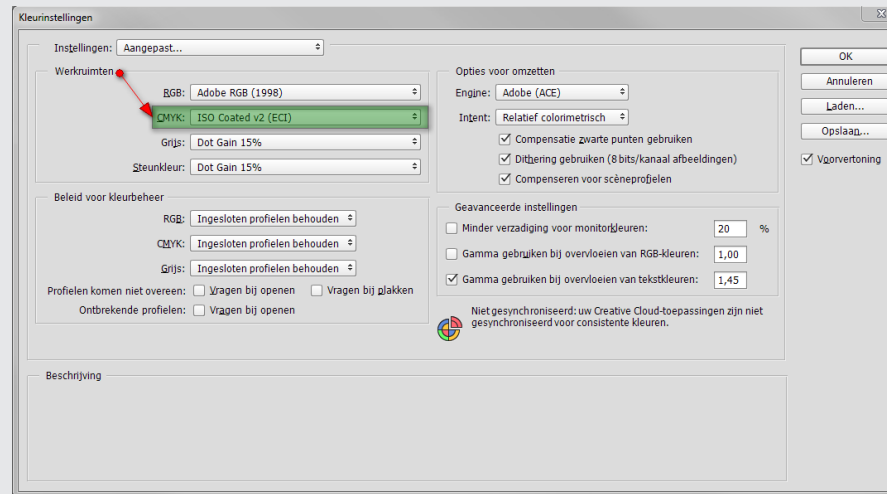 Kleurinstellingen
Instellingen: Aangepast...
Werkruimten
RGB: Adobe RGB (1998)
CMYK: ISO Coated v2 (ECI)
Grijs: Dot Gain 15%
Steunkleur: Dot Gain 15%
Beleid voor kleurbeheer
RGB: Ingesloten profielen behouden
CMYK: Ingesloten profielen behouden
Grijs: Ingesloten profielen behouden
Profielen komen niet overeen: Vragen bij openen Vragen bij plakken
Ontbrekende profielen: Vragen bij openen
Opties voor omzetten
Engine: Adobe (ACE)
Intent: Relatief colorimetrisch
Compensatie zwarte punten gebruiken
Dithering gebruiken (8 bits/kanaal afbeeldingen)
Compenseren voor scèneprofielen
Geavanceerde instellingen
Minder verzadiging voor monitorkleuren: 20 %
Gamma gebruiken bij overvloeien van RGB-kleuren: 1,00
Gamma gebruiken bij overvloeien van tekstkleuren: 1,45
Niet gesynchroniseerd: uw Creative Cloud-toepassingen zijn niet
gesynchroniseerd voor consistente kleuren.
OK
Annuleren
Laden...
Opslaan...
Voorvertoning
Beschrijving